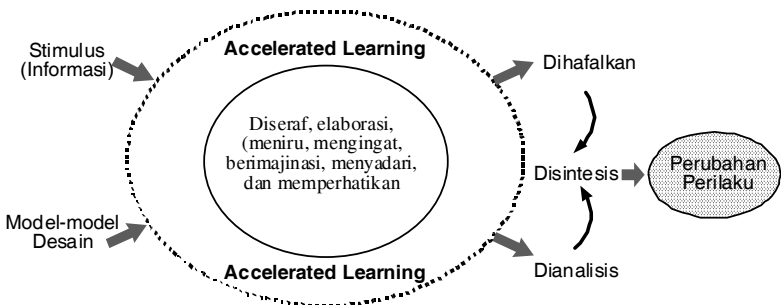 Accelerated Learning
Stimulus
(Informasi)
Dihafalkan
Diseraf, elaborasi,
(meniru, mengingat,
berimajinasi, menyadari,
dan memperhatikan
Disintesis
Perubahan
Perilaku
Model-model
Desain
Dianalisis
Accelerated Learning